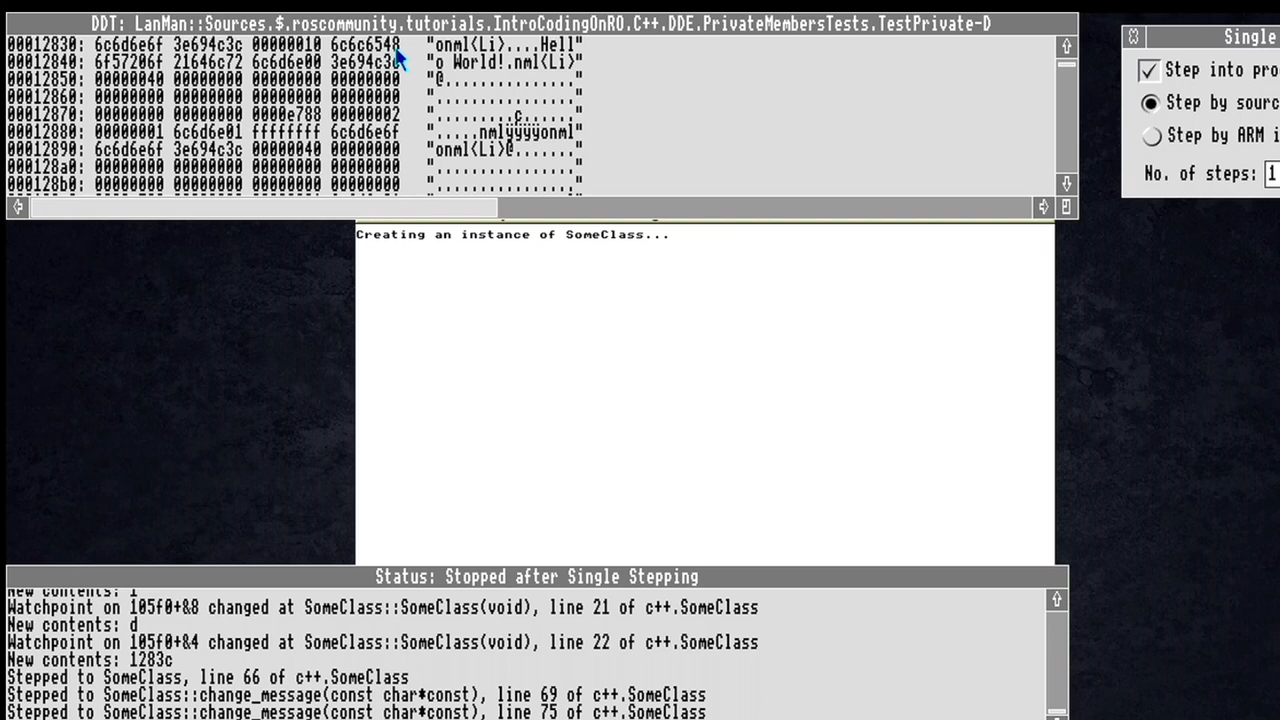 DDT: LanMan::Sources.$.roscommunity.tutorials.IntroCodingOnRO.C++.DDE.PrivateMembersTests.TestPrivate-D
00012830: 6c6d6e6f 3e694c3c 00000010 6c6c6548 "onml<Li>....Hell"
00012840: 6f57206f 21646c72 6c6d6e00 3e694c3c "o World!.nml<Li>"
00012850: 00000040 00000000 00000000 00000000 "@..............."
00012860: 00000000 00000000 00000000 00000000 "................"
00012870: 00000000 00000000 0000e788 00000002 ".........ç......"
00012880: 00000001 6c6d6e01 ffffffff 6c6d6e6f ".....nmlÿÿÿÿonml"
00012890: 6c6d6e6f 3e694c3c 00000040 00000000 "onml<Li>@......."
000128a0: 00000000 00000000 00000000 00000000 "................"
000128b0: 00000000 00000000 00000000 00000000 "................"
Single
Step into pro
Step by sourc
Step by ARM i
No. of steps: 1
Creating an instance of SomeClass...
Status: Stopped after Single Stepping
New contents: 1
Watchpoint on 105f0+&8 changed at SomeClass::SomeClass(void), line 21 of c++.SomeClass
New contents: d
Watchpoint on 105f0+&4 changed at SomeClass::SomeClass(void), line 22 of c++.SomeClass
New contents: 1283c
Stepped to SomeClass, line 66 of c++.SomeClass
Stepped to SomeClass::change_message(const char*const), line 69 of c++.SomeClass
Stepped to SomeClass::change_message(const char*const), line 75 of c++.SomeClass